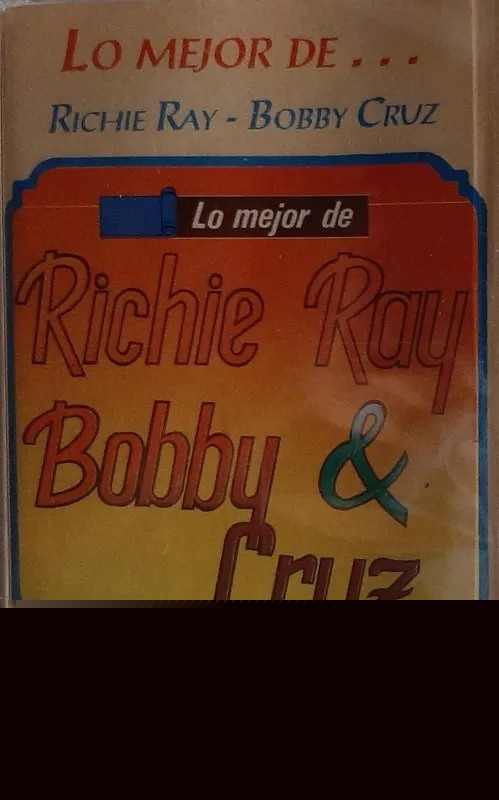 LO MEJOR DE . . .
RICHIE RAY - BOBBY CRUZ
Lo mejor de
Richie Ray
Bobby &
Cruz